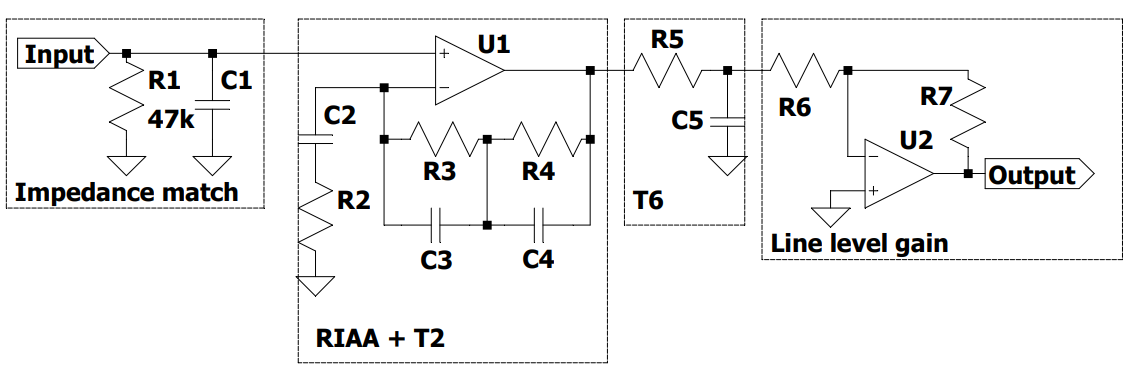 Input
R1
47k
C1
Impedance match
U1
+
−
C2
R2
R3
R4
C3
C4
RIAA + T2
R5
C5
T6
R6
R7
U2
−
+
Output
Line level gain